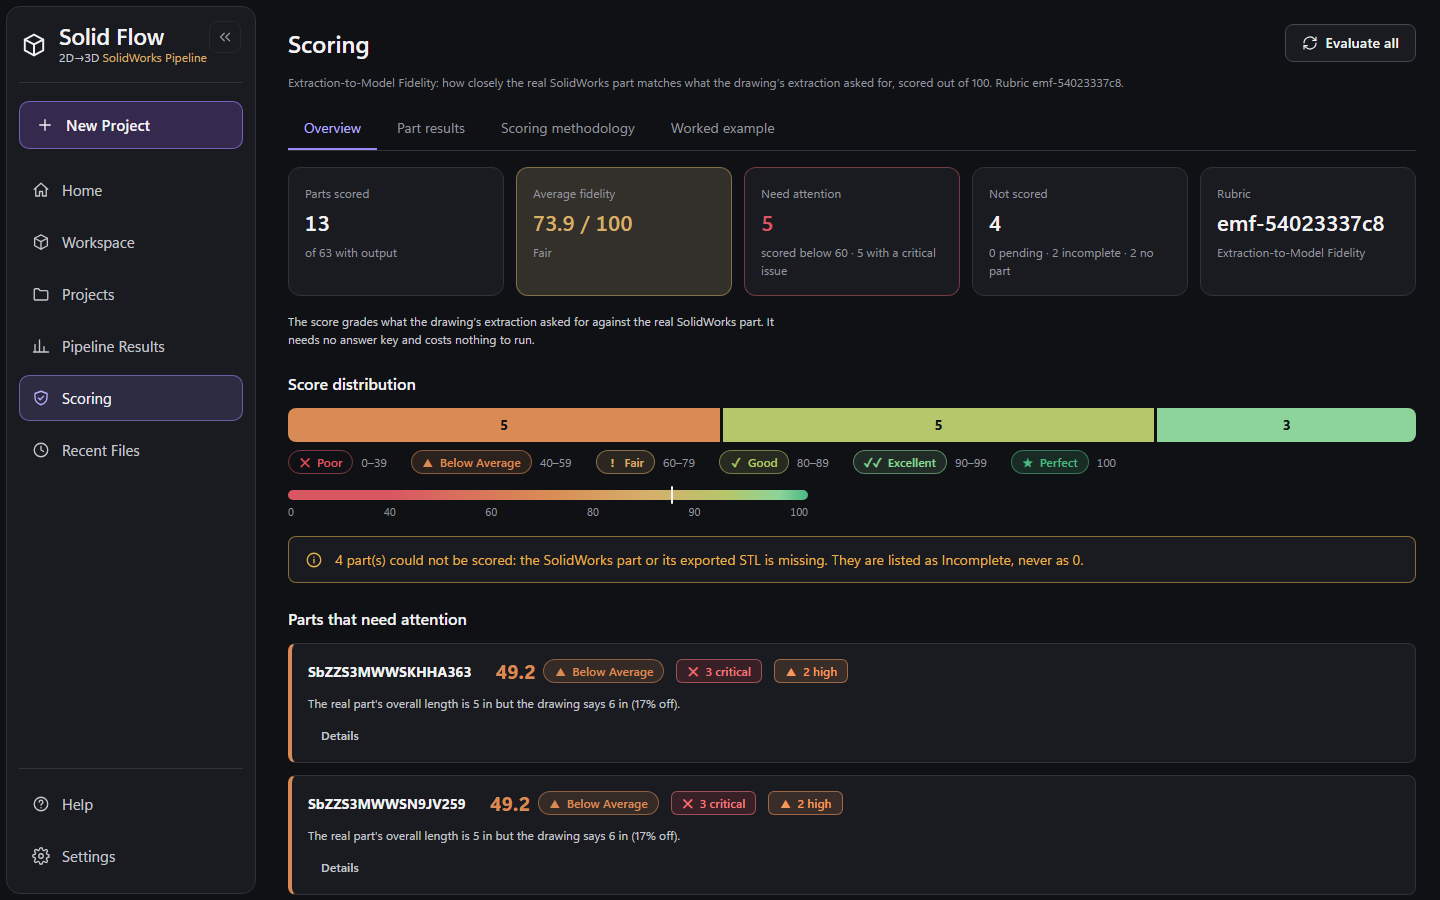 Solid Flow
2D→3D SolidWorks Pipeline
New Project
Home
Workspace
Projects
Pipeline Results
Scoring
Recent Files
Help
Settings
Scoring
Evaluate all
Extraction-to-Model Fidelity: how closely the real SolidWorks part matches what the drawing's extraction asked for, scored out of 100. Rubric emf-54023337c8.
Overview
Part results
Scoring methodology
Worked example
Parts scored
13
of 63 with output
Average fidelity
73.9 / 100
Fair
Need attention
5
scored below 60 · 5 with a critical
issue
Not scored
4
0 pending · 2 incomplete · 2 no
part
Rubric
emf-54023337c8
Extraction-to-Model Fidelity
The score grades what the drawing's extraction asked for against the real SolidWorks part. It
needs no answer key and costs nothing to run.
Score distribution
5 5 3
Poor 0–39 Below Average 40–59 Fair 60–79 Good 80–89 Excellent 90–99 Perfect 100
0 40 60 80 90 100
4 part(s) could not be scored: the SolidWorks part or its exported STL is missing. They are listed as Incomplete, never as 0.
Parts that need attention
SbZZS3MWWSKHHA363 49.2 Below Average 3 critical 2 high
The real part's overall length is 5 in but the drawing says 6 in (17% off).
Details
SbZZS3MWWSN9JV259 49.2 Below Average 3 critical 2 high
The real part's overall length is 5 in but the drawing says 6 in (17% off).
Details